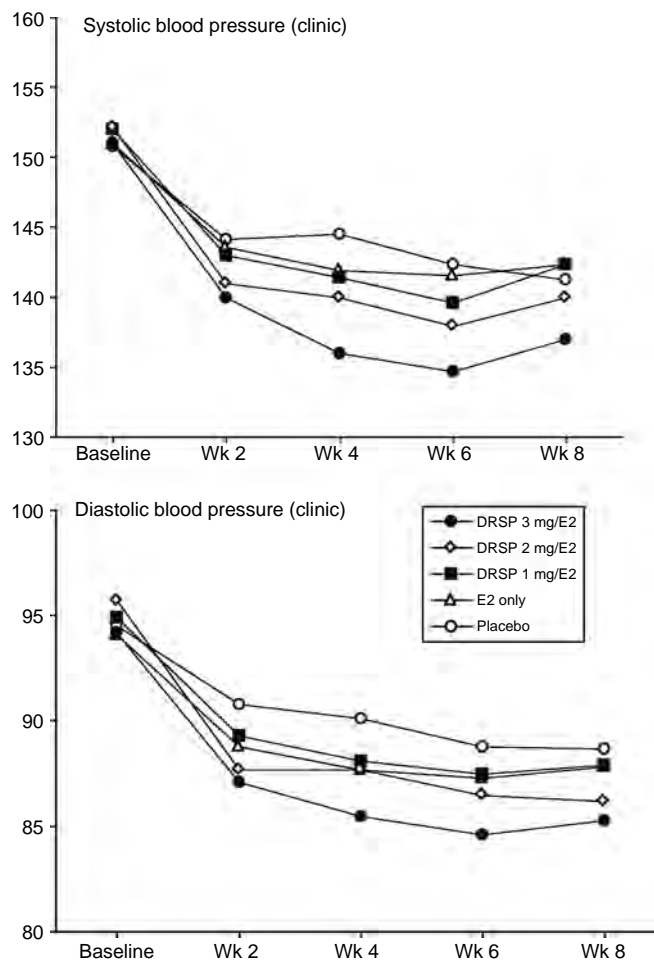 Systolic blood pressure (clinic)
160
155
150
145
140
135
130
Baseline Wk 2 Wk 4 Wk 6 Wk 8
Diastolic blood pressure (clinic)
100
95
90
85
80
DRSP 3 mg/E2
DRSP 2 mg/E2
DRSP 1 mg/E2
E2 only
Placebo
Baseline Wk 2 Wk 4 Wk 6 Wk 8